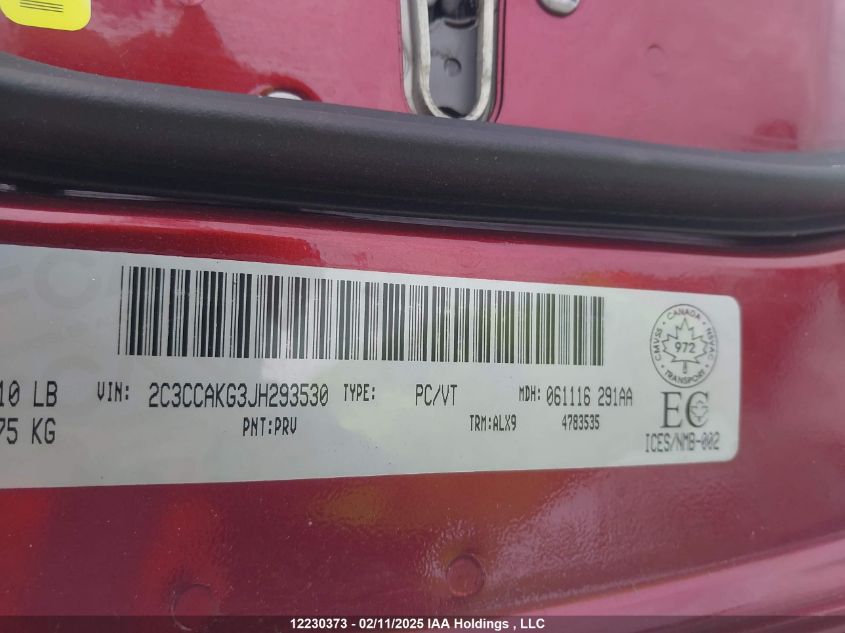 10 LB
75 KG
VIN: 2C3CCAKG3JH293530 TYPE: PC/VT MDH: 061116 291AA
PNT:PRV TRM:ALX9 4783535
CANADA
CMVSS 972 NSVAC
TRANSPORT
EC
ICES/NMB-002
12230373 - 02/11/2025 IAA Holdings , LLC